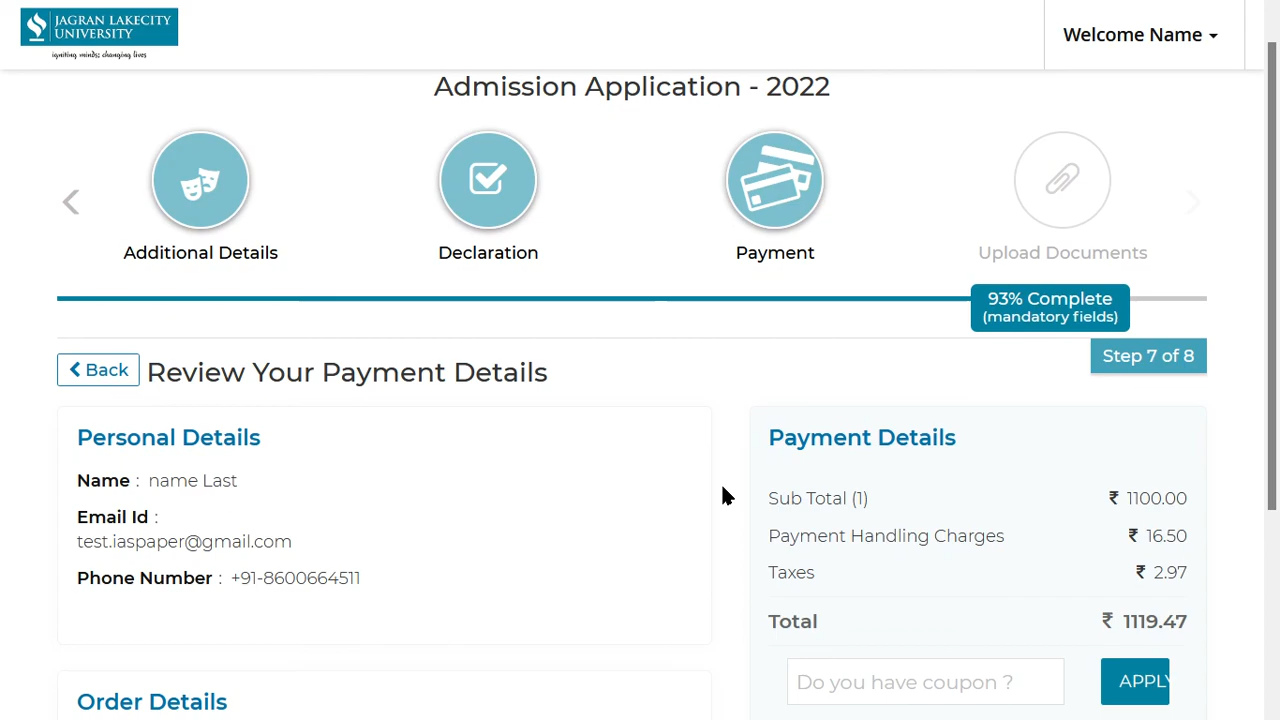 JAGRAN LAKECITY
UNIVERSITY
igniting minds; changing lives
Welcome Name
Admission Application - 2022
Additional Details
Declaration
Payment
Upload Documents
93% Complete
(mandatory fields)
Step 7 of 8
Back
Review Your Payment Details
Personal Details
Name : name Last
Email Id :
test.iaspaper@gmail.com
Phone Number : +91-8600664511
Order Details
Payment Details
Sub Total (1) ₹ 1100.00
Payment Handling Charges ₹ 16.50
Taxes ₹ 2.97
Total ₹ 1119.47
Do you have coupon ?
APPLY